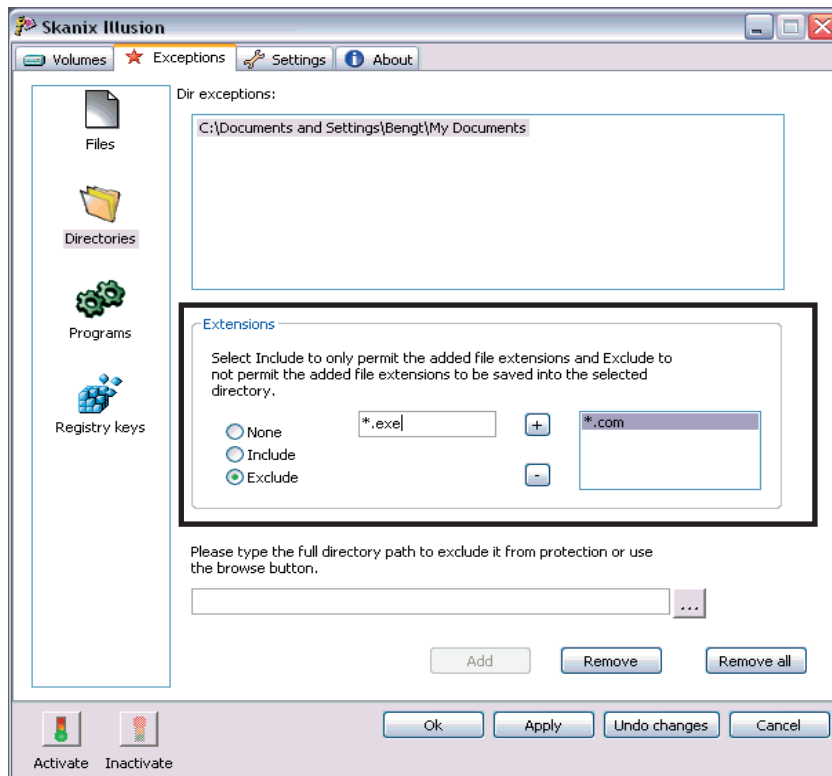 Skanix Illusion
Volumes Exceptions Settings About
Files
Directories
Programs
Registry keys
Dir exceptions:
C:\Documents and Settings\Bengt\My Documents
Extensions
Select Include to only permit the added file extensions and Exclude to
not permit the added file extensions to be saved into the selected
directory.
None
Include
Exclude
*.exe
+
-
*.com
Please type the full directory path to exclude it from protection or use
the browse button.
...
Add Remove Remove all
Ok Apply Undo changes Cancel
Activate Inactivate